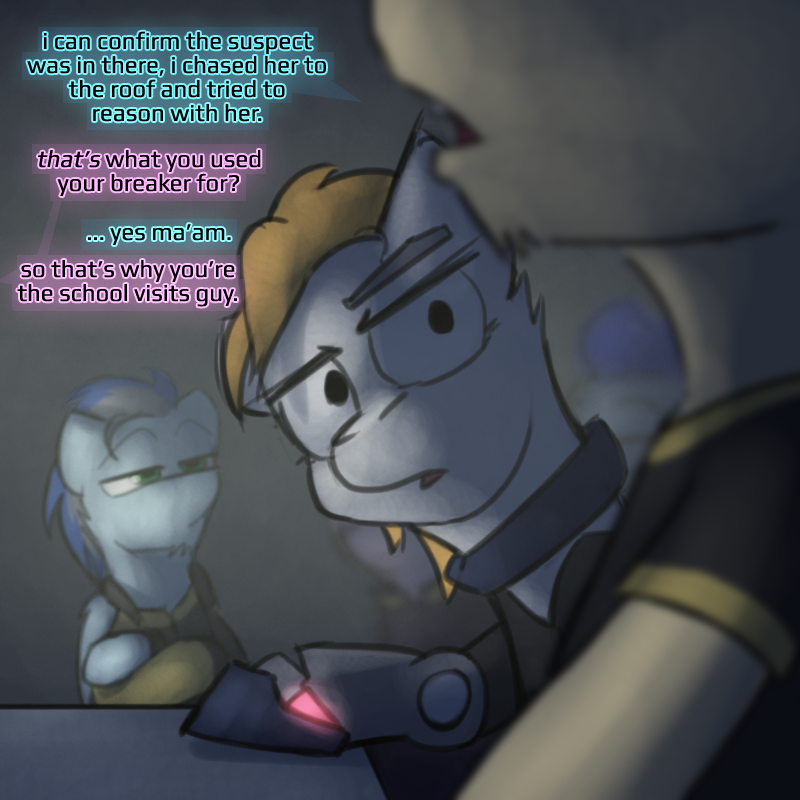 i can confirm the suspect
was in there, i chased her to
the roof and tried to
reason with her.
that's what you used
your breaker for?
... yes ma'am.
so that's why you're
the school visits guy.